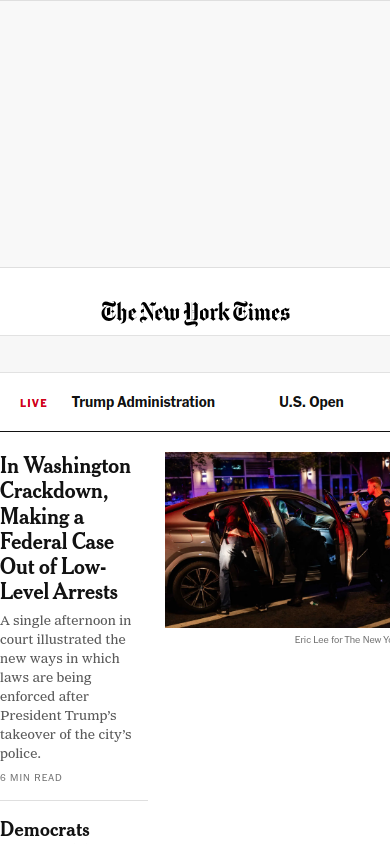 The New York Times
LIVE Trump Administration U.S. Open
In Washington
Crackdown,
Making a
Federal Case
Out of Low-
Level Arrests
A single afternoon in
court illustrated the
new ways in which
laws are being
enforced after
President Trump’s
takeover of the city’s
police.
6 MIN READ
Eric Lee for The New Yo
Democrats